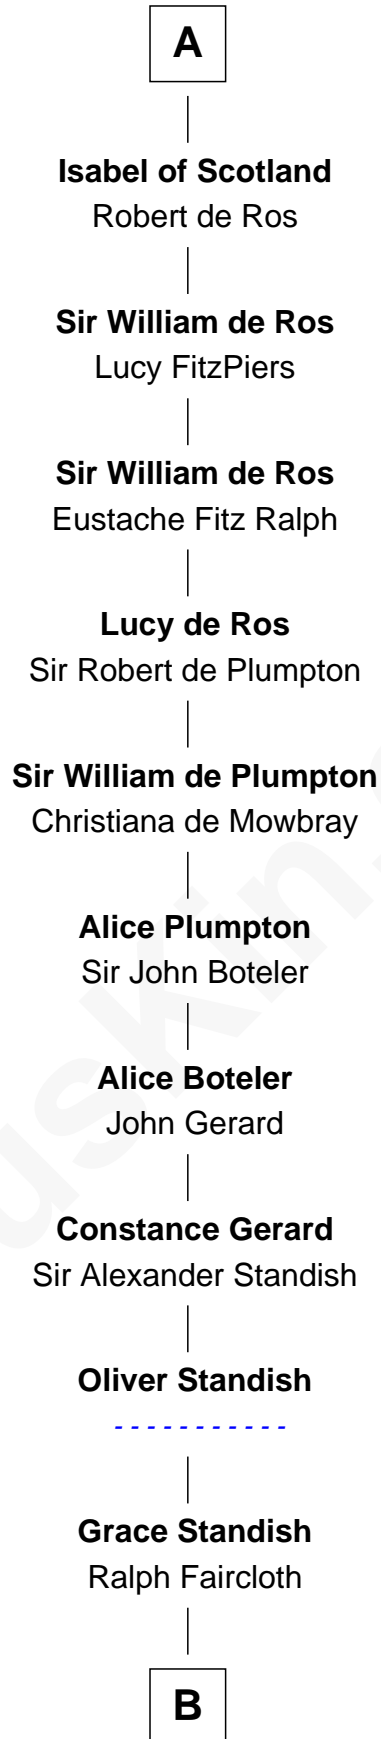 A
Isabel of Scotland
Robert de Ros
Sir William de Ros
Lucy FitzPiers
Sir William de Ros
Eustache Fitz Ralph
Lucy de Ros
Sir Robert de Plumpton
Sir William de Plumpton
Christiana de Mowbray
Alice Plumpton
Sir John Boteler
Alice Boteler
John Gerard
Constance Gerard
Sir Alexander Standish
Oliver Standish
- - - - - - - - - - -
Grace Standish
Ralph Faircloth
B